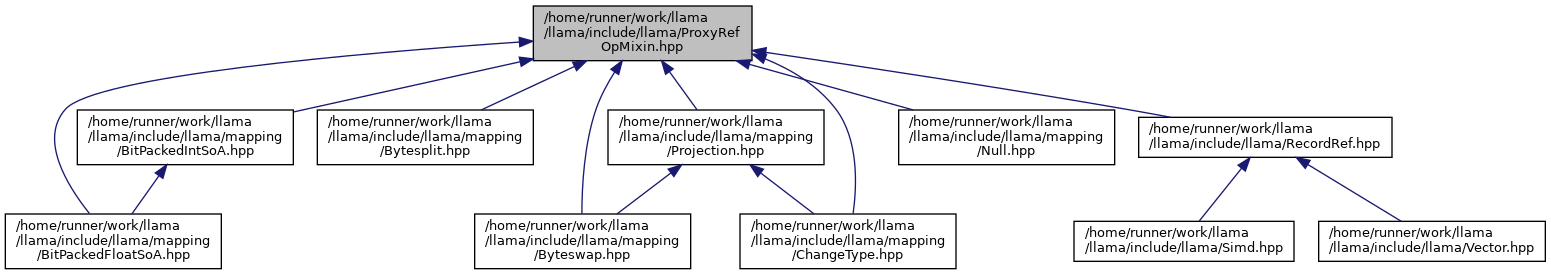 /home/runner/work/llama
/llama/include/llama/ProxyRef
OpMixin.hpp
/home/runner/work/llama
/llama/include/llama/mapping
/BitPackedIntSoA.hpp
/home/runner/work/llama
/llama/include/llama/mapping
/Bytesplit.hpp
/home/runner/work/llama
/llama/include/llama/mapping
/Projection.hpp
/home/runner/work/llama
/llama/include/llama/mapping
/Null.hpp
/home/runner/work/llama
/llama/include/llama/RecordRef.hpp
/home/runner/work/llama
/llama/include/llama/mapping
/BitPackedFloatSoA.hpp
/home/runner/work/llama
/llama/include/llama/mapping
/Byteswap.hpp
/home/runner/work/llama
/llama/include/llama/mapping
/ChangeType.hpp
/home/runner/work/llama
/llama/include/llama/Simd.hpp
/home/runner/work/llama
/llama/include/llama/Vector.hpp